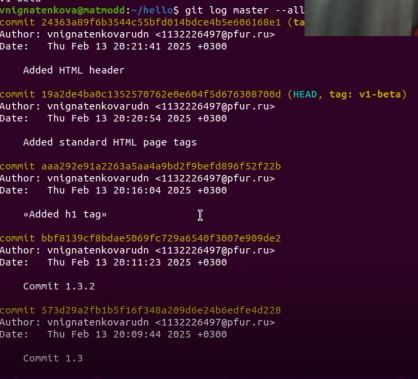 vnignatenkova@matmodd:~/hello$ git log master --all
commit 24363a89f6b3544c55bfd014bdce4b5e606168e1 (ta
Author: vnignatenkovarudn <1132226497@pfur.ru>
Date: Thu Feb 13 20:21:41 2025 +0300
Added HTML header
commit 19a2de4ba0c1352570762e0e604f5d676308700d (HEAD, tag: v1-beta)
Author: vnignatenkovarudn <1132226497@pfur.ru>
Date: Thu Feb 13 20:20:54 2025 +0300
Added standard HTML page tags
commit aaa292e91a2263a5aa4a9bd2f9befd896f52f22b
Author: vnignatenkovarudn <1132226497@pfur.ru>
Date: Thu Feb 13 20:16:04 2025 +0300
«Added h1 tag»
commit bbf8139cf8bdae5069fc729a6540f3007e909de2
Author: vnignatenkovarudn <1132226497@pfur.ru>
Date: Thu Feb 13 20:11:23 2025 +0300
Commit 1.3.2
commit 573d29a2fb1b5f16f348a209d6e24b6edfe4d228
Author: vnignatenkovarudn <1132226497@pfur.ru>
Date: Thu Feb 13 20:09:44 2025 +0300
Commit 1.3